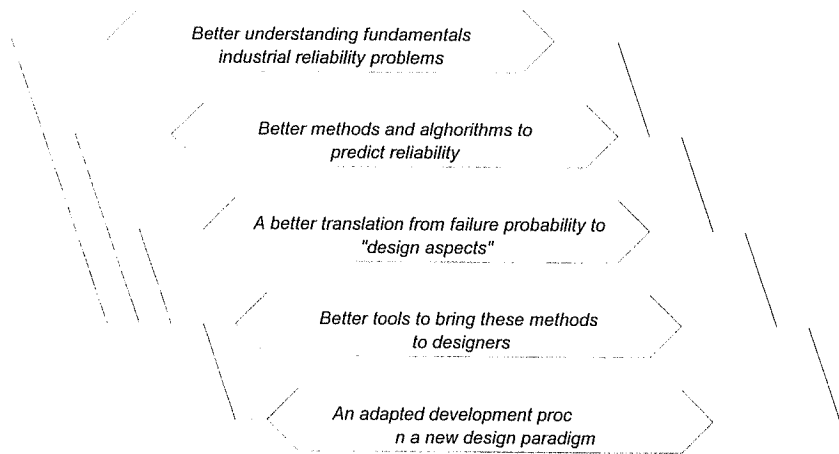 Better understanding fundamentals
industrial reliability problems
Better methods and alghorithms to
predict reliability
A better translation from failure probability to
"design aspects"
Better tools to bring these methods
to designers
An adapted development proc
n a new design paradigm